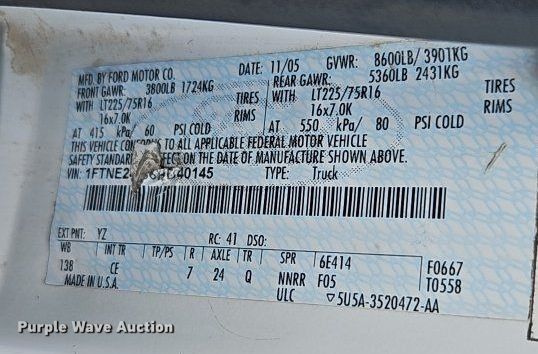 MFD. BY FORD MOTOR CO.
DATE: 11/05 GVWR: 8600LB/ 3901KG
FRONT GAWR: 3800LB 1724KG
REAR GAWR: 5360LB 2431KG
WITH LT225/75R16 TIRES
WITH LT225/75R16 TIRES
16x7.0K RIMS
16x7.0K RIMS
AT 415 kPa/ 60 PSI COLD
AT 550 kPa/ 80 PSI COLD
THIS VEHICLE TO ALL APPLICABLE FEDERAL MOTOR VEHICLE
SAFETY ON THE DATE OF MANUFACTURE SHOWN ABOVE.
VIN: TYPE: Truck
EXT PNT: YZ RC: 41 DSO:
WB INT TR TP/PS R AXLE TR SPR 6E414 F0667
138 CE 7 24 Q NNRR F05 T0558
MADE IN U.S.A. ULC 5U5A-3520472-AA
Purple Wave Auction